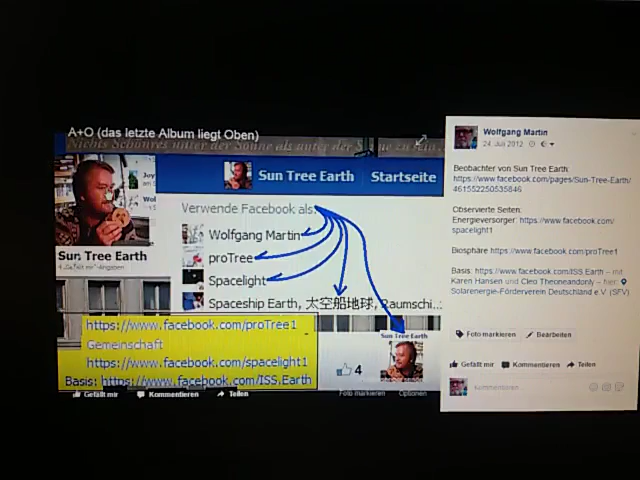 A+O (das letzte Album liegt Oben)
Nichts Schöneres unter der Sonne als unter der Sonne zu
Sun Tree Earth Startseite
Verwende Facebook als:
Wolfgang Martin
proTree
Spacelight
Spaceship Earth, 太空船地球, Raumschi...
Sun Tree Earth
https://www.facebook.com/proTree1
Gemeinschaft
https://www.facebook.com/spacelight1
Basis: https://www.facebook.com/ISS.Earth
Sun Tree Earth
4
Gefällt mir Kommentieren Teilen
Foto markieren Optionen
Wolfgang Martin
24. Juli 2012
Beobachter von Sun Tree Earth:
https://www.facebook.com/pages/Sun-Tree-Earth/
461552250535846
Observierte Seiten:
Energieversorger: https://www.facebook.com/
spacelight1
Biosphäre https://www.facebook.com/proTree1
Basis: https://www.facebook.com/ISS.Earth – mit
Karen Hansen und Cleo Theoneandonly – hier:
Solarenergie-Förderverein Deutschland e.V. (SFV)
Foto markieren Bearbeiten
Gefällt mir Kommentieren Teilen
Kommentieren...